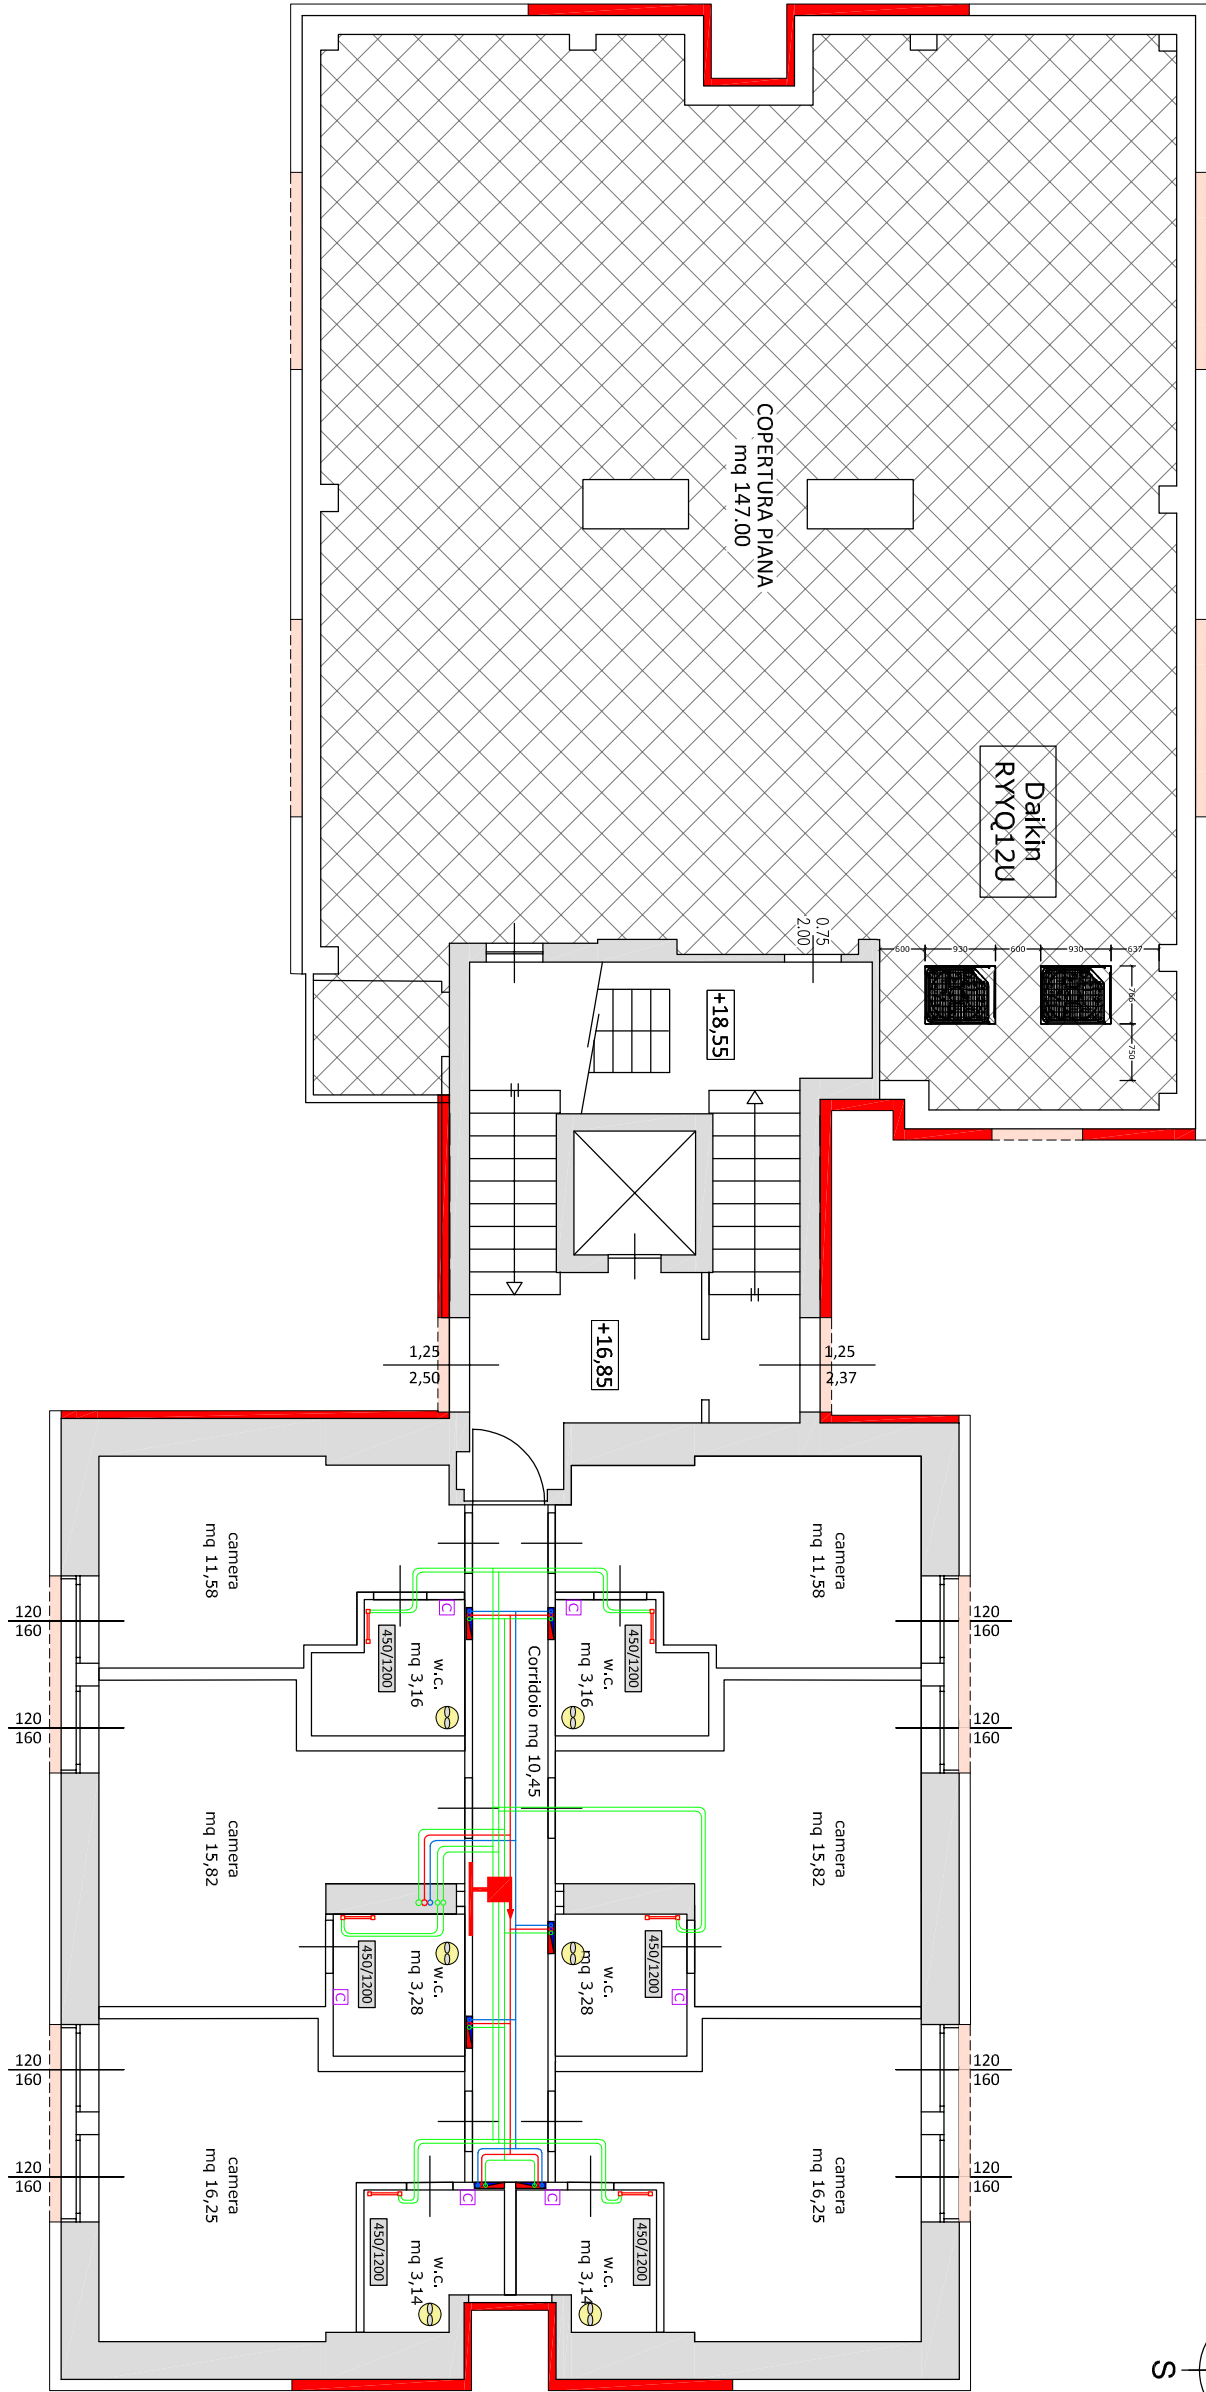 COPERTURA PIANA
mq 147.00
Daikin
RYYQ12U
0.75
2.00
600
930
600
930
637
766
750
+18,55
+16,85
1,25
2,50
1,25
2,37
camera
mq 11,58
camera
mq 11,58
120
160
120
160
C
C
450/1200
450/1200
w.c.
mq 3,16
w.c.
mq 3,16
Corridoio mq 10,45
120
160
120
160
camera
mq 15,82
camera
mq 15,82
450/1200
450/1200
w.c.
mq 3,28
w.c.
mq 3,28
C
C
120
160
120
160
camera
mq 16,25
camera
mq 16,25
120
160
120
160
C
C
450/1200
450/1200
w.c.
mq 3,14
w.c.
mq 3,14
S